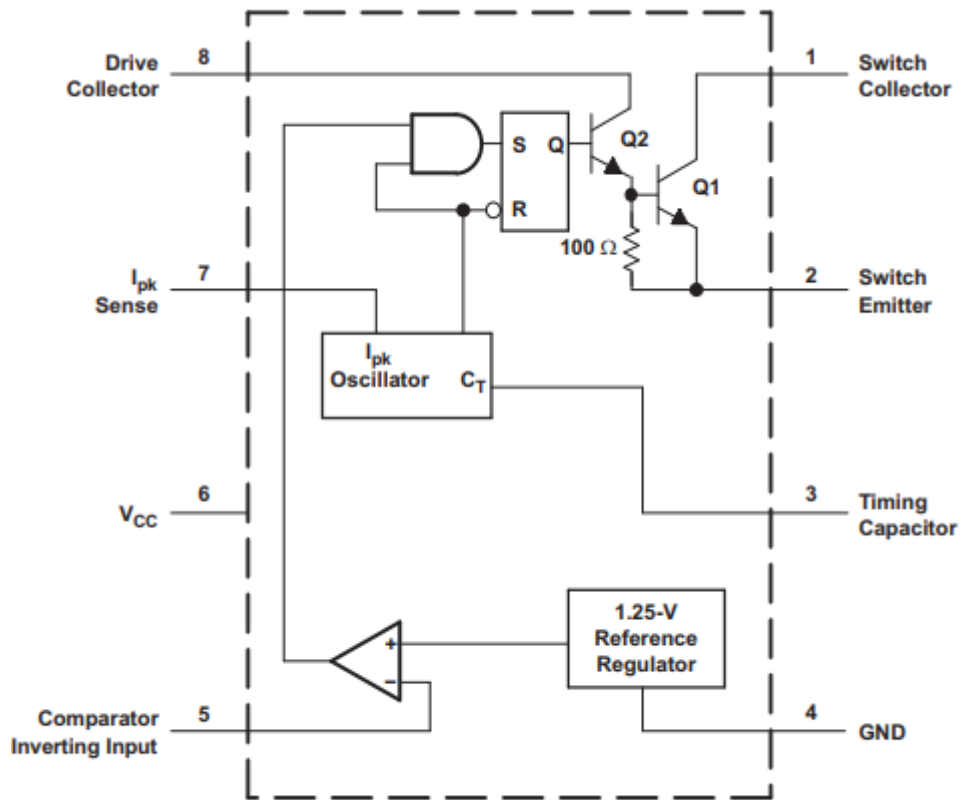 Drive
Collector
8
1
Switch
Collector
S
Q
Q2
Q1
R
100 Ω
Ipk
Sense
7
2
Switch
Emitter
Ipk
Oscillator
CT
6
VCC
3
Timing
Capacitor
1.25-V
Reference
Regulator
+
−
Comparator
Inverting Input
5
4
GND